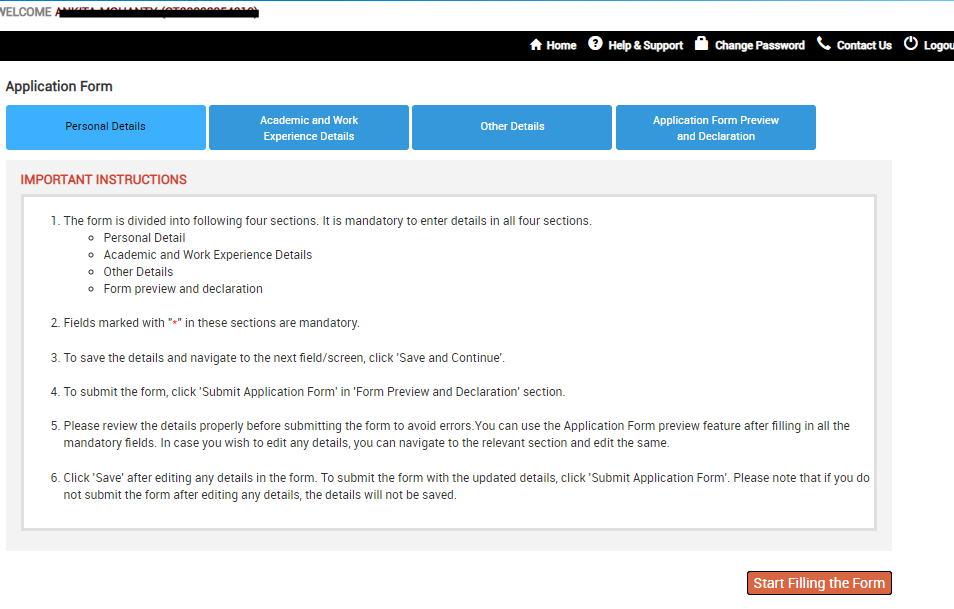 WELCOME
Home Help & Support Change Password Contact Us Logou
Application Form
Personal Details
Academic and Work
Experience Details
Other Details
Application Form Preview
and Declaration
IMPORTANT INSTRUCTIONS
1. The form is divided into following four sections. It is mandatory to enter details in all four sections.
Personal Detail
Academic and Work Experience Details
Other Details
Form preview and declaration
2. Fields marked with "*" in these sections are mandatory.
3. To save the details and navigate to the next field/screen, click 'Save and Continue'.
4. To submit the form, click 'Submit Application Form' in 'Form Preview and Declaration' section.
5. Please review the details properly before submitting the form to avoid errors.You can use the Application Form preview feature after filling in all the
mandatory fields. In case you wish to edit any details, you can navigate to the relevant section and edit the same.
6. Click 'Save' after editing any details in the form. To submit the form with the updated details, click 'Submit Application Form'. Please note that if you do
not submit the form after editing any details, the details will not be saved.
Start Filling the Form